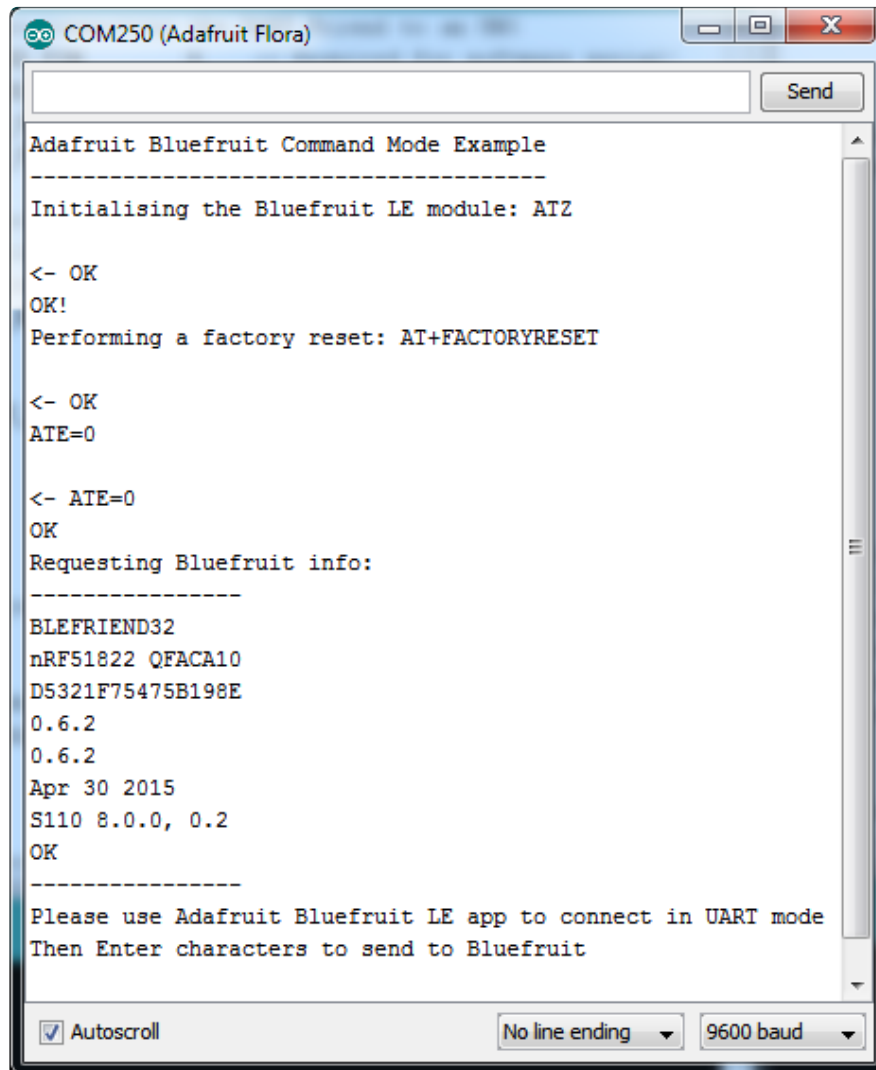 COM250 (Adafruit Flora)
Send
Adafruit Bluefruit Command Mode Example
---------------------------------------
Initialising the Bluefruit LE module: ATZ
<- OK
OK!
Performing a factory reset: AT+FACTORYRESET
<- OK
ATE=0
<- ATE=0
OK
Requesting Bluefruit info:
----------------
BLEFRIEND32
nRF51822 QFACA10
D5321F75475B198E
0.6.2
0.6.2
Apr 30 2015
S110 8.0.0, 0.2
OK
----------------
Please use Adafruit Bluefruit LE app to connect in UART mode
Then Enter characters to send to Bluefruit
Autoscroll No line ending 9600 baud